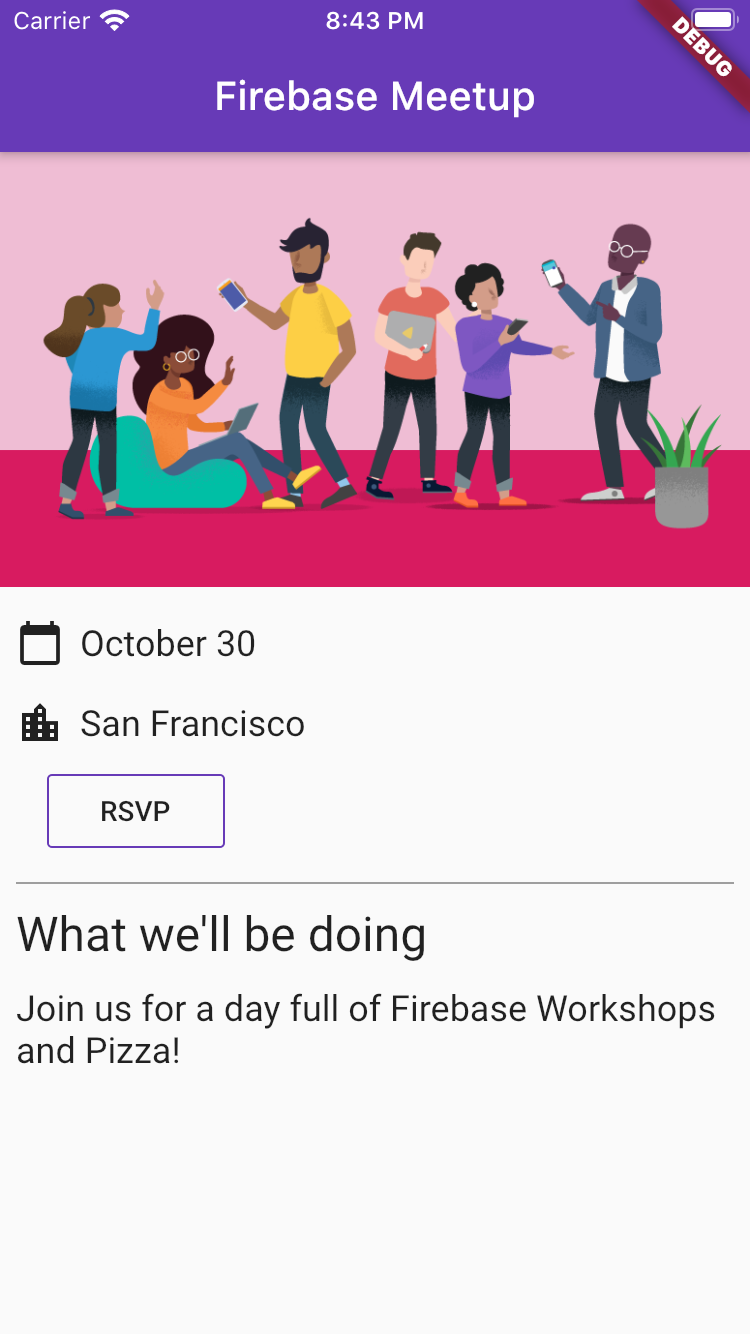 Carrier 8:43 PM
DEBUG
Firebase Meetup
October 30
San Francisco
RSVP
What we'll be doing
Join us for a day full of Firebase Workshops
and Pizza!